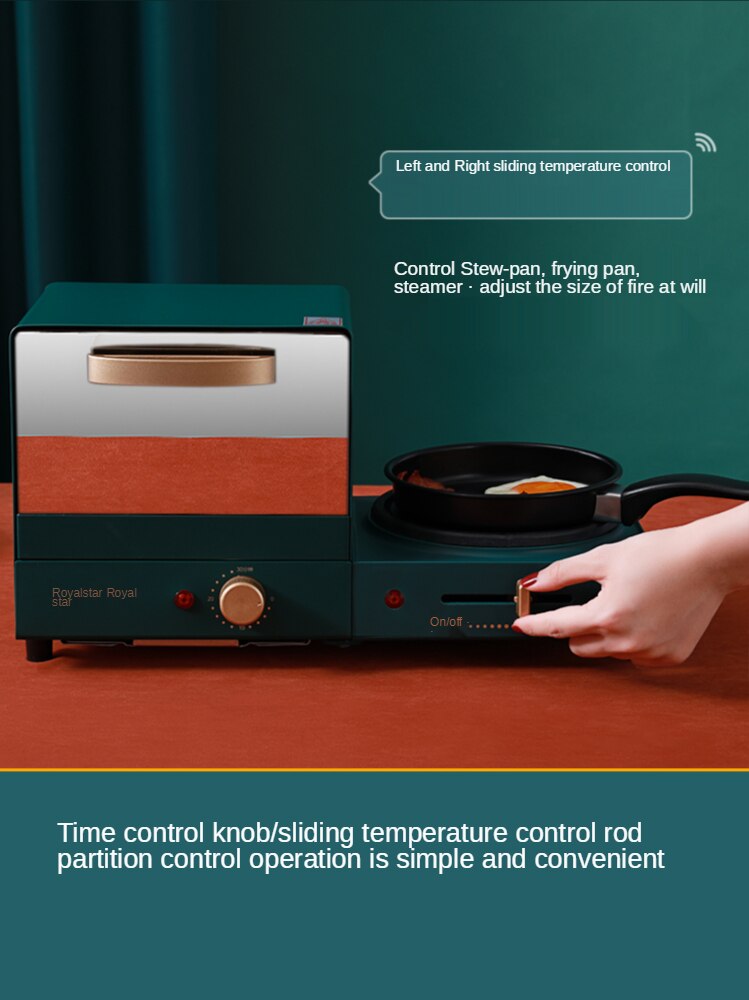 Left and Right sliding temperature control
Control Stew-pan, frying pan,
steamer · adjust the size of fire at will
Royalstar Royal
star
On/off
Time control knob/sliding temperature control rod
partition control operation is simple and convenient